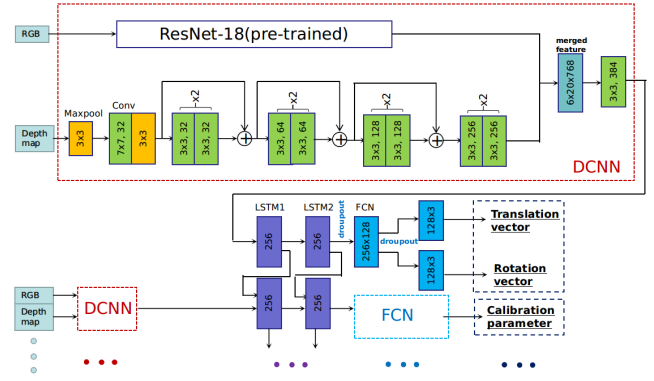 RGB
ResNet-18(pre-trained)
merged
feature
6x20x768
3x3, 384
Depth
map
Maxpool
3x3
Conv
7x7, 32
3x3
x2
3x3, 32
3x3, 32
x2
3x3, 64
3x3, 64
x2
3x3, 128
3x3, 128
x2
3x3, 256
3x3, 256
DCNN
LSTM1
256
LSTM2
256
droupout
FCN
256x128
droupout
128x3
128x3
Translation
vector
Rotation
vector
RGB
Depth
map
DCNN
256
256
FCN
Calibration
parameter